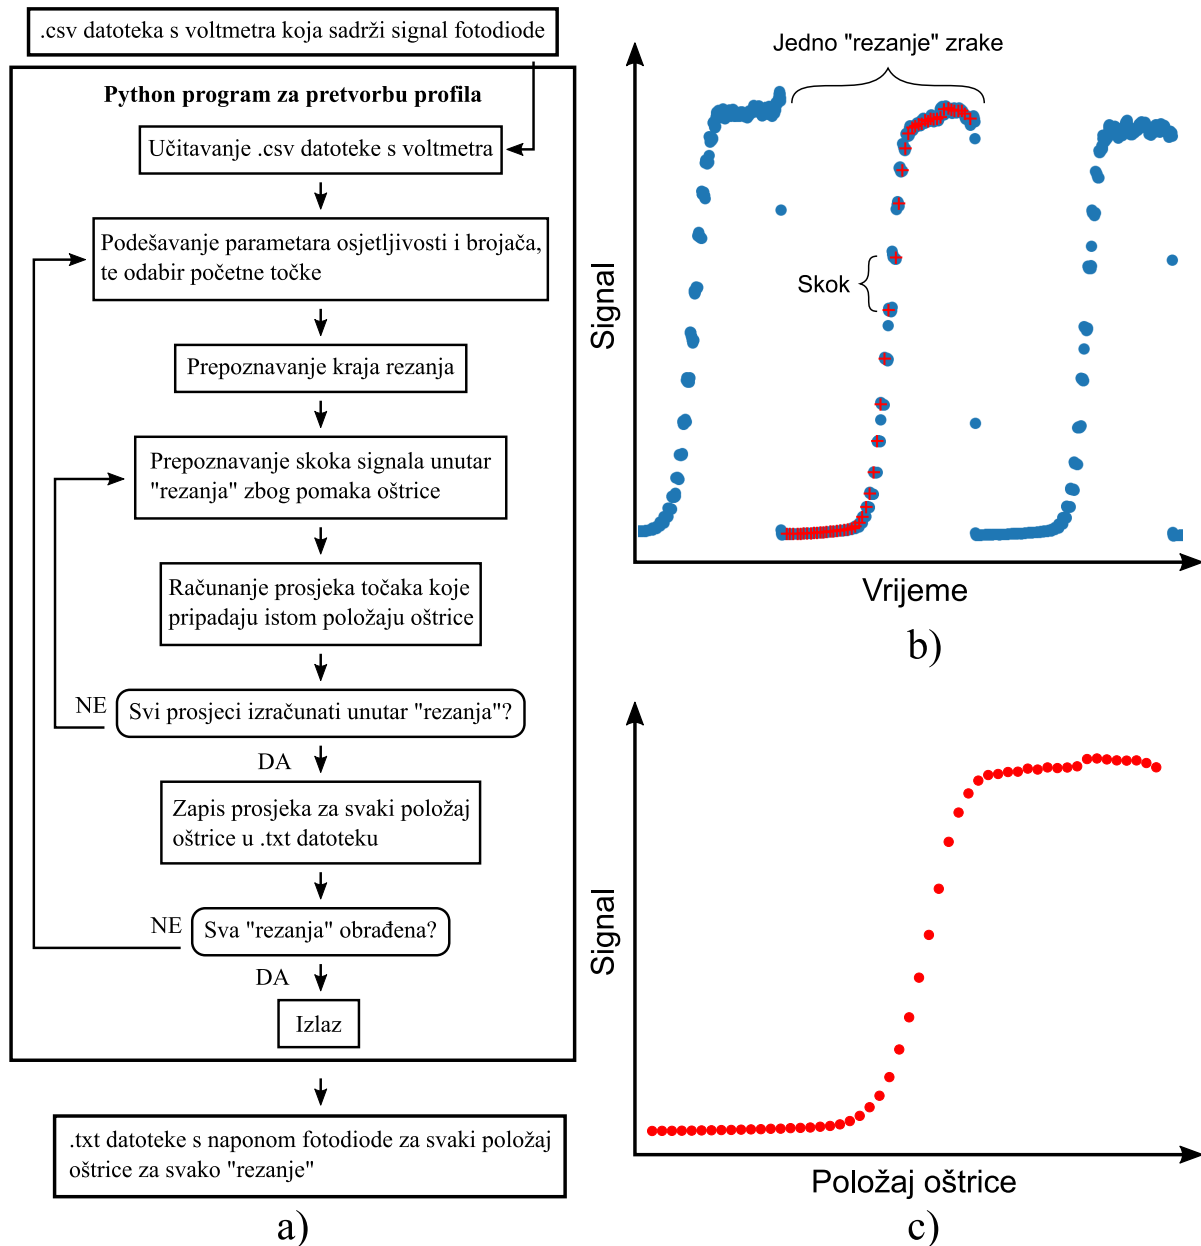 .csv datoteka s voltmetra koja sadrži signal fotodiode
Python program za pretvorbu profila
Učitavanje .csv datoteke s voltmetra
Podešavanje parametara osjetljivosti i brojača,
te odabir početne točke
Prepoznavanje kraja rezanja
Prepoznavanje skoka signala unutar
"rezanja" zbog pomaka oštrice
Računanje prosjeka točaka koje
pripadaju istom položaju oštrice
NE
Svi prosjeci izračunati unutar "rezanja"?
DA
Zapis prosjeka za svaki položaj
oštrice u .txt datoteku
NE
Sva "rezanja" obrađena?
DA
Izlaz
.txt datoteke s naponom fotodiode za svaki položaj
oštrice za svako "rezanje"
a)
Jedno "rezanje" zrake
Skok
Signal
Vrijeme
b)
Signal
Položaj oštrice
c)